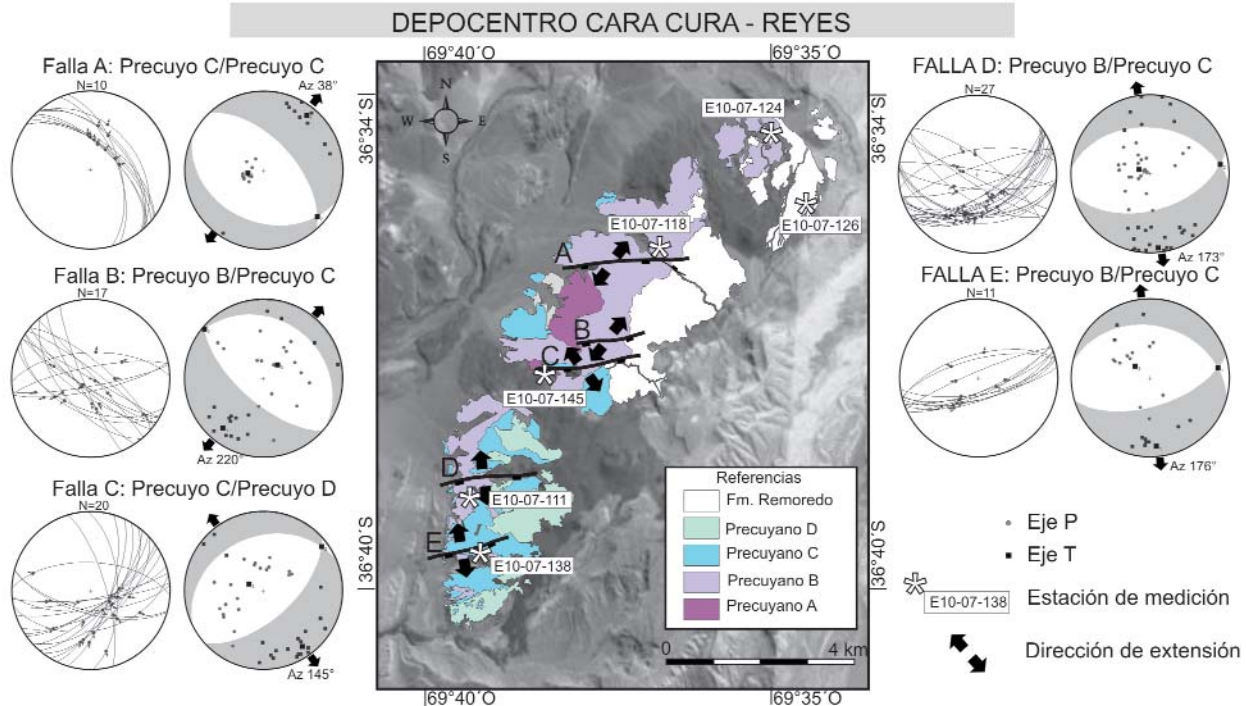 DEPOCENTRO CARA CURA - REYES
69°40´O
69°35´O
36°34´S
36°34´S
Falla A: Precuyo C/Precuyo C
N=10
Az 38°
Falla B: Precuyo B/Precuyo C
N=17
Az 220°
Falla C: Precuyo C/Precuyo D
N=20
Az 145°
N
W
E
S
E10-07-124
E10-07-126
E10-07-118
A
B
C
E10-07-145
D
E10-07-111
E
E10-07-138
Referencias
Fm. Remoredo
Precuyano D
Precuyano C
Precuyano B
Precuyano A
0
4 km
36°40´S
36°40´S
69°40´O
69°35´O
FALLA D: Precuyo B/Precuyo C
N=27
Az 173°
FALLA E: Precuyo B/Precuyo C
N=11
Az 176°
Eje P
Eje T
Estación de medición
E10-07-138
Dirección de extensión